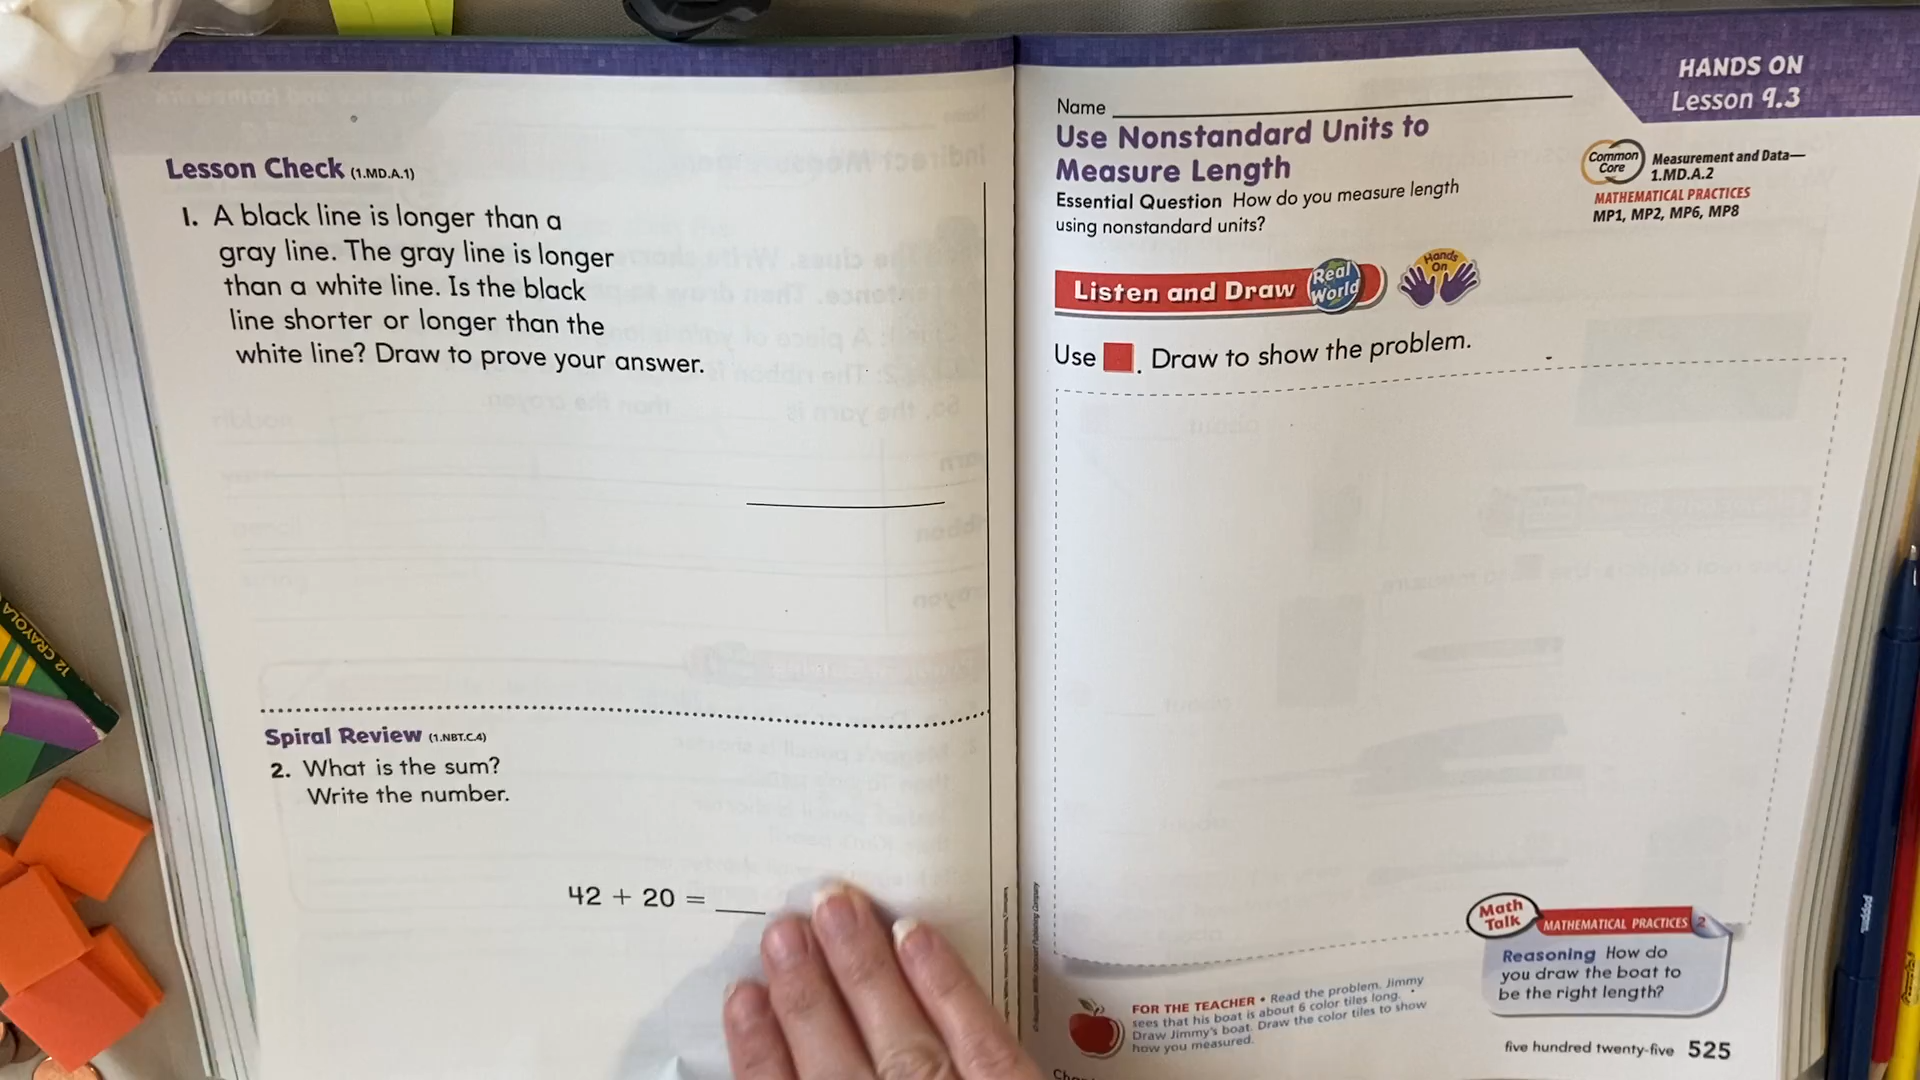 Lesson Check (1.MD.A.1)
1. A black line is longer than a
gray line. The gray line is longer
than a white line. Is the black
line shorter or longer than the
white line? Draw to prove your answer.
Spiral Review (1.NBT.C.4)
2. What is the sum?
Write the number.
42 + 20 = ___
HANDS ON
Lesson 9.3
Name
Use Nonstandard Units to
Measure Length
Essential Question How do you measure length
using nonstandard units?
Common
Core
Measurement and Data—
1.MD.A.2
MATHEMATICAL PRACTICES
MP1, MP2, MP6, MP8
Listen and Draw
Real
World
Hands
On
Use . Draw to show the problem.
Math
Talk
MATHEMATICAL PRACTICES 2
Reasoning How do
you draw the boat to
be the right length?
FOR THE TEACHER • Read the problem. Jimmy
sees that his boat is about 6 color tiles long.
Draw Jimmy's boat. Draw the color tiles to show
how you measured.
five hundred twenty-five 525
12 CRAYOLA